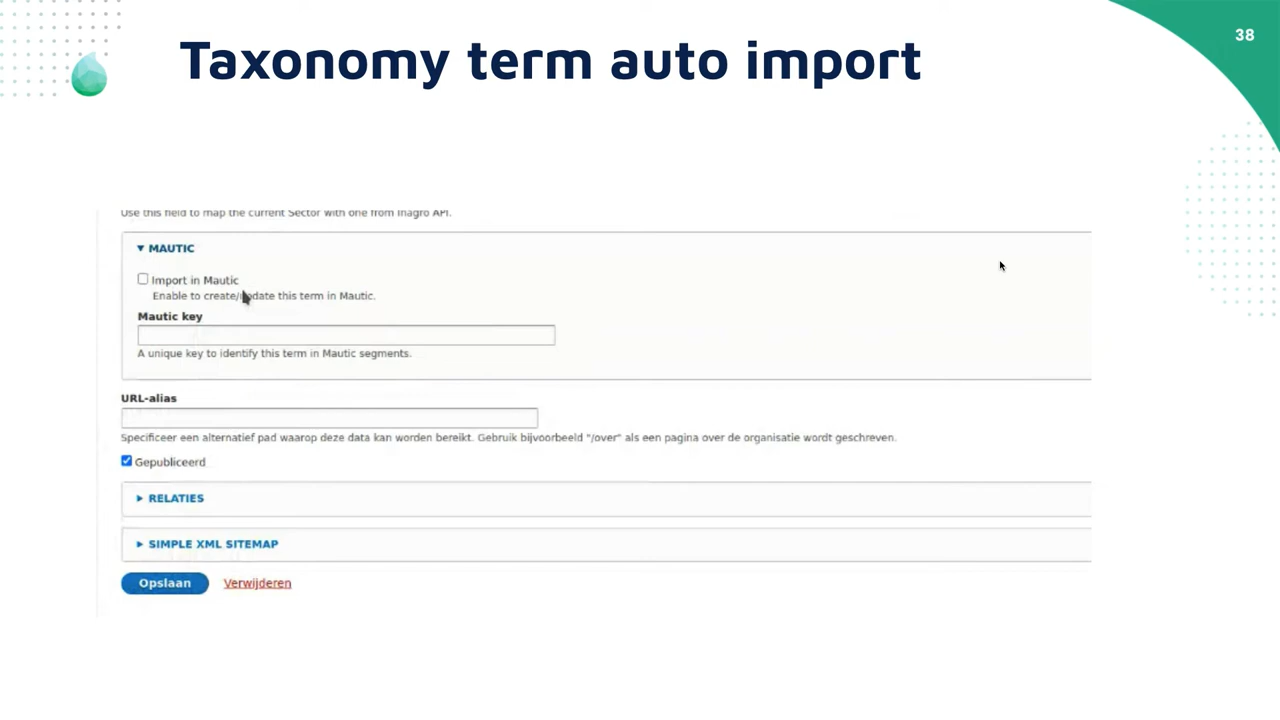 38
Taxonomy term auto import
Use this field to map the current Sector with one from Inagro API.
MAUTIC
Import in Mautic
Enable to create/update this term in Mautic.
Mautic key
A unique key to identify this term in Mautic segments.
URL-alias
Specificeer een alternatief pad waarop deze data kan worden bereikt. Gebruik bijvoorbeeld "/over" als een pagina over de organisatie wordt geschreven.
Gepubliceerd
RELATIES
SIMPLE XML SITEMAP
Opslaan Verwijderen